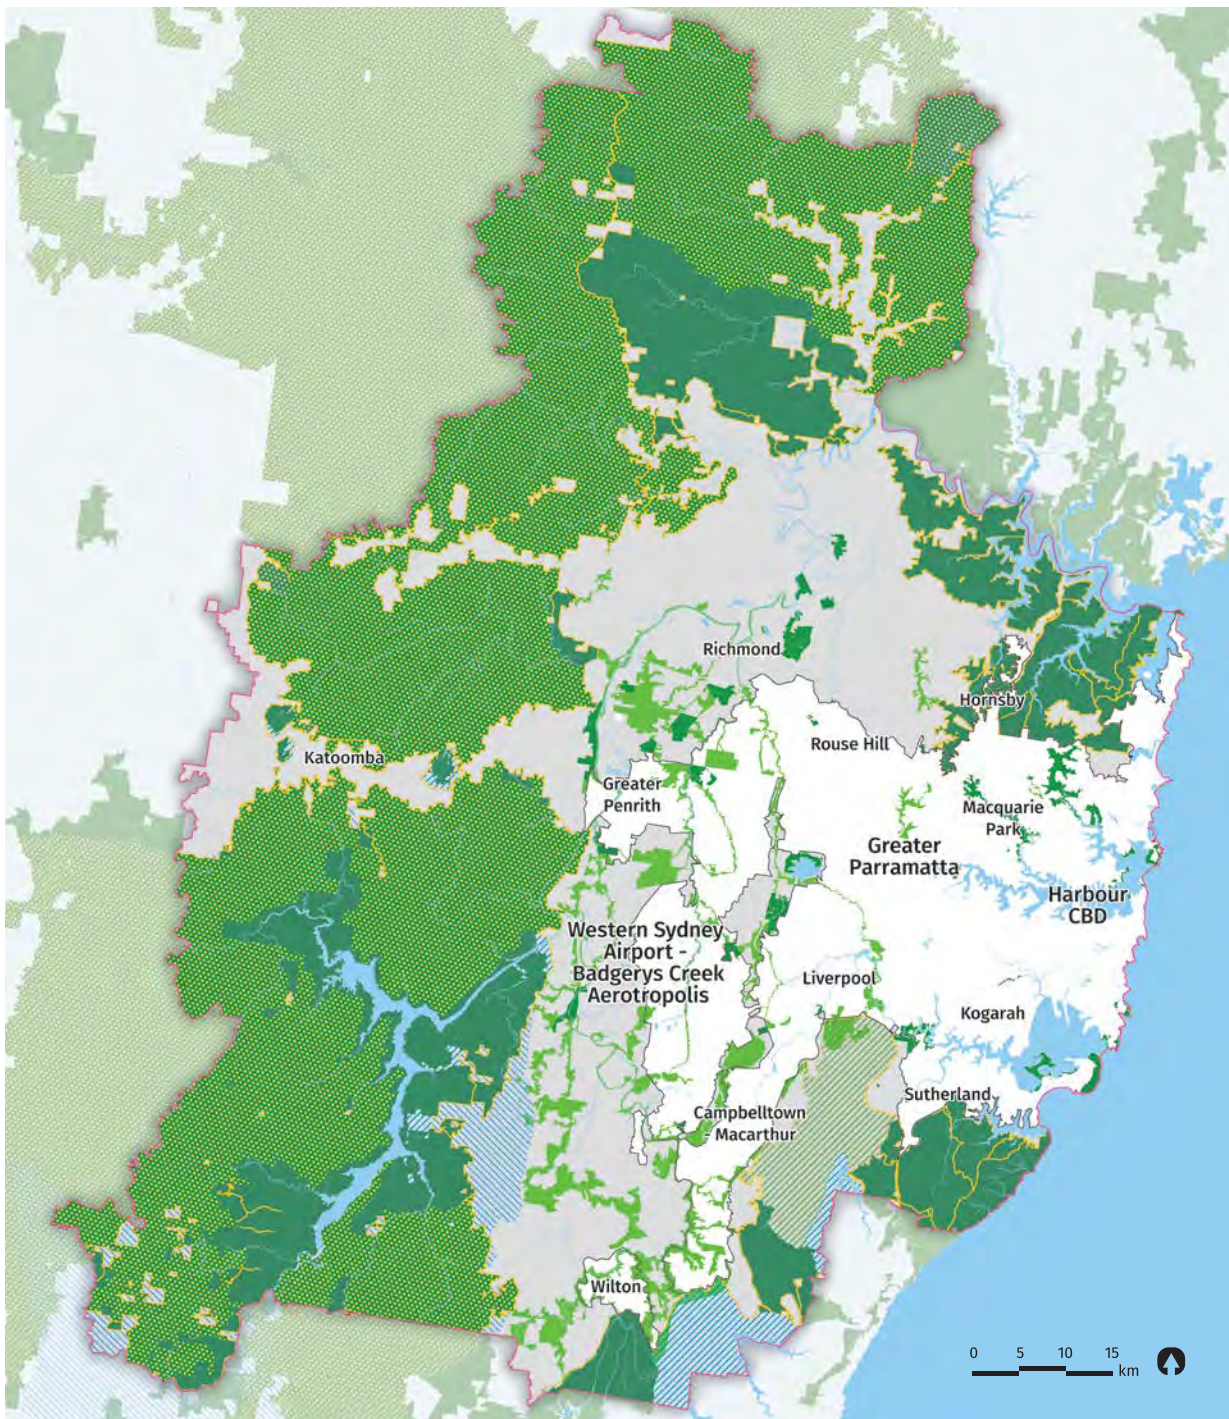 Richmond
Hornsby
Rouse Hill
Katoomba
Greater
Penrith
Macquarie
Park
Greater
Parramatta
Harbour
CBD
Western Sydney
Airport -
Badgerys Creek
Aerotropolis
Liverpool
Kogarah
Sutherland
Campbelltown
- Macarthur
Wilton
0 5 10 15
km